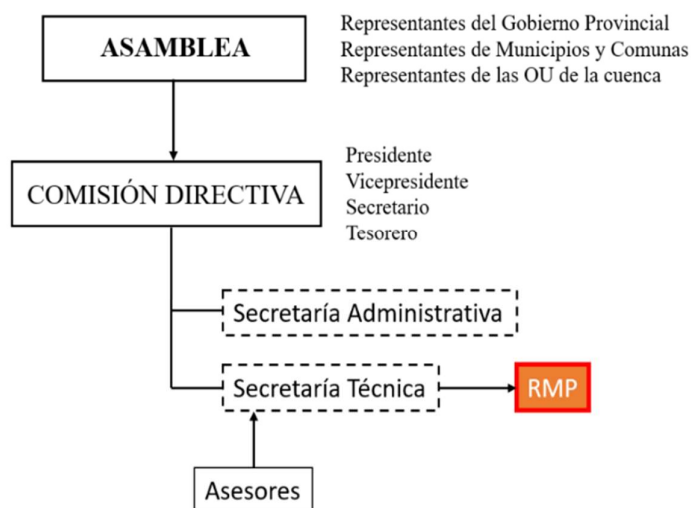 ASAMBLEA
Representantes del Gobierno Provincial
Representantes de Municipios y Comunas
Representantes de las OU de la cuenca
COMISIÓN DIRECTIVA
Presidente
Vicepresidente
Secretario
Tesorero
Secretaría Administrativa
Secretaría Técnica
RMP
Asesores